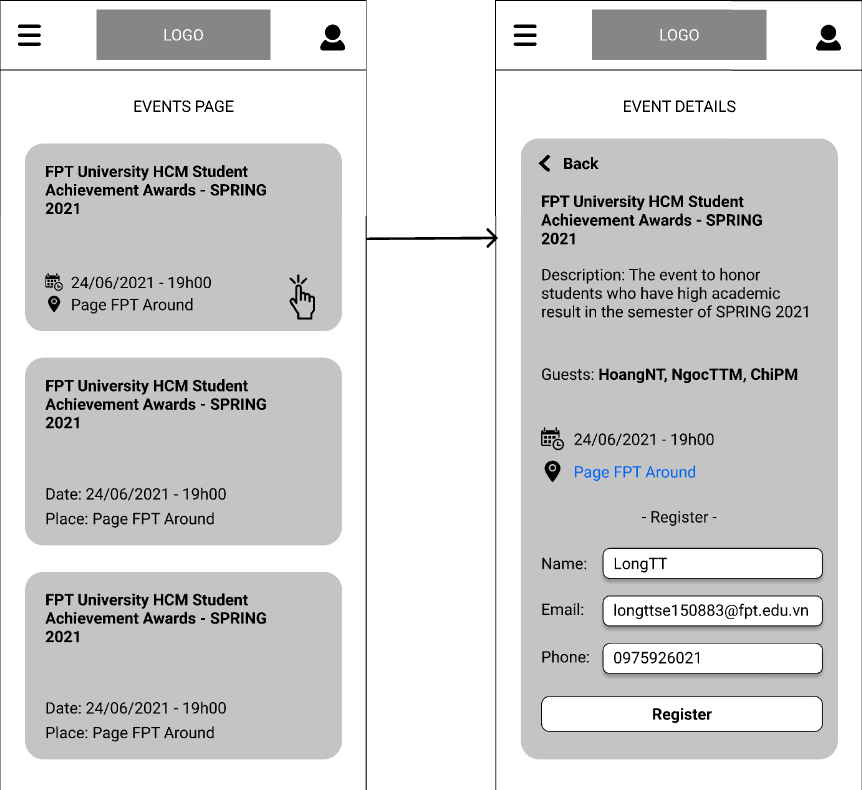 LOGO
EVENTS PAGE
FPT University HCM Student
Achievement Awards - SPRING
2021
24/06/2021 - 19h00
Page FPT Around
FPT University HCM Student
Achievement Awards - SPRING
2021
Date: 24/06/2021 - 19h00
Place: Page FPT Around
FPT University HCM Student
Achievement Awards - SPRING
2021
Date: 24/06/2021 - 19h00
Place: Page FPT Around
LOGO
EVENT DETAILS
Back
FPT University HCM Student
Achievement Awards - SPRING
2021
Description: The event to honor
students who have high academic
result in the semester of SPRING 2021
Guests: HoangNT, NgocTTM, ChiPM
24/06/2021 - 19h00
Page FPT Around
- Register -
Name: LongTT
Email: longttse150883@fpt.edu.vn
Phone: 0975926021
Register